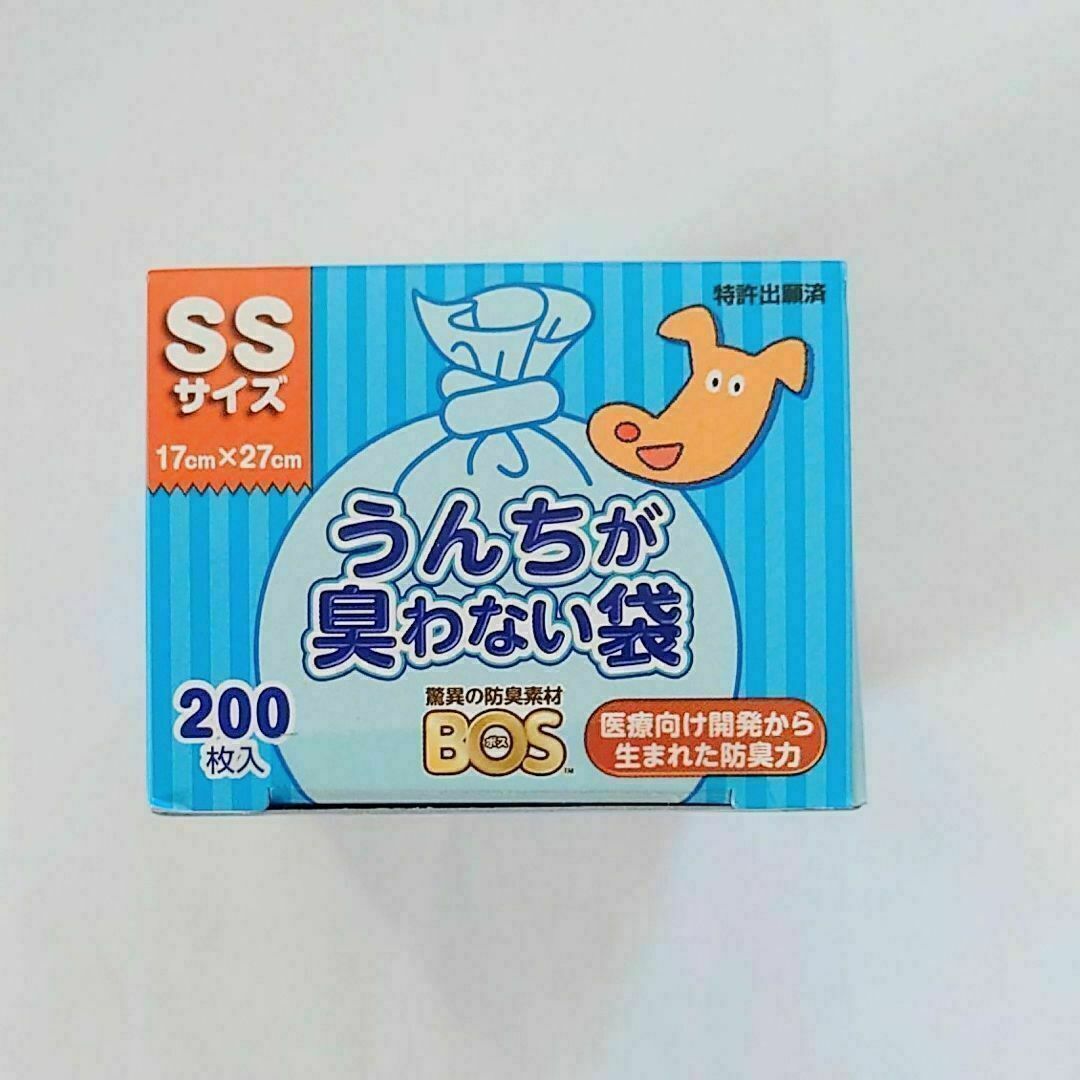 SS
サイズ
17cm×27cm
特許出願済
うんちが
臭わない袋
200
枚入
驚異の防臭素材
BOS
ボス
TM
医療向け開発から
生まれた防臭力